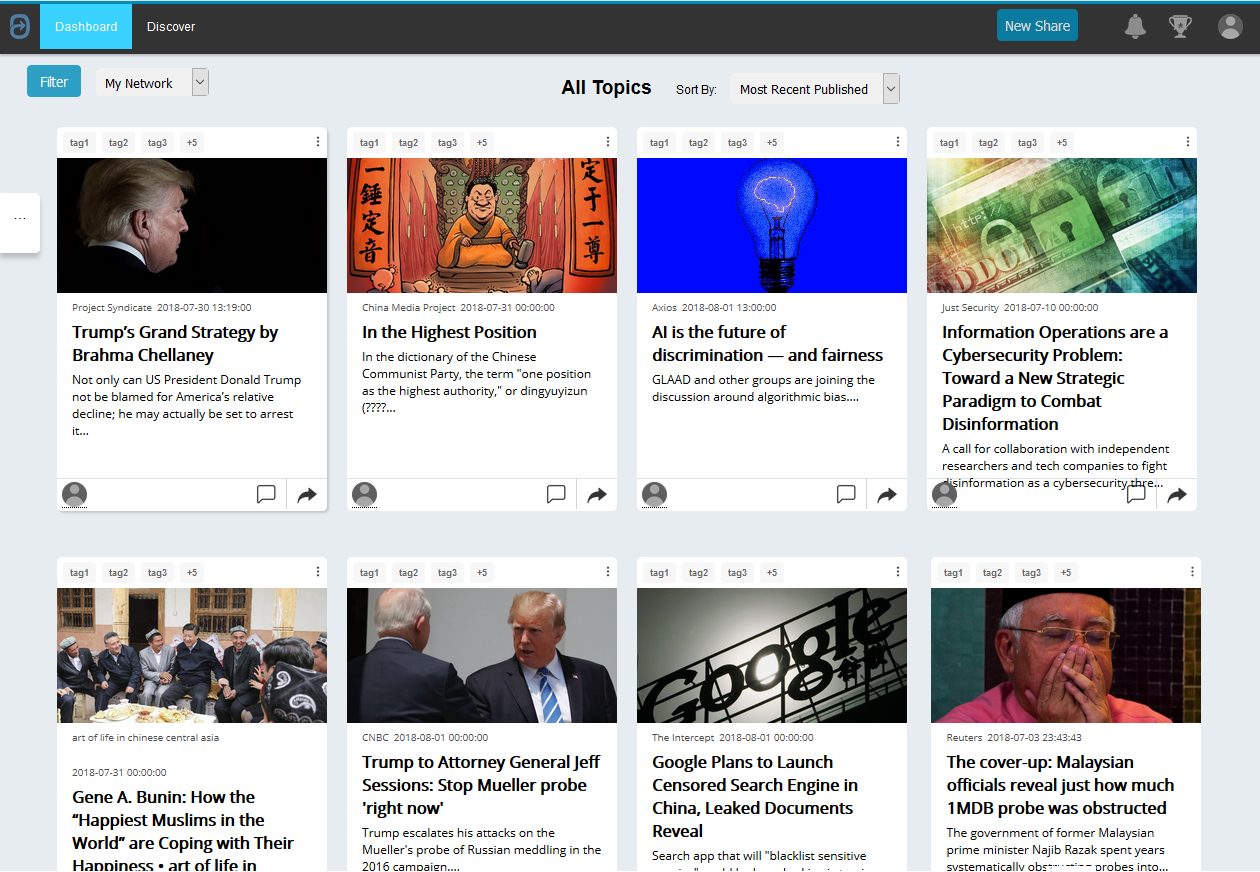 Dashboard
Discover
New Share
Filter
My Network
All Topics
Sort By:
Most Recent Published
tag1 tag2 tag3 +5
一
錘
定
音
定
于
一
尊
Project Syndicate 2018-07-30 13:19:00
Trump’s Grand Strategy by
Brahma Chellaney
Not only can US President Donald Trump
not be blamed for America’s relative
decline; he may actually be set to arrest
it...
tag1 tag2 tag3 +5
China Media Project 2018-07-31 00:00:00
In the Highest Position
In the dictionary of the Chinese
Communist Party, the term "one position
as the highest authority," or dingyuyizun
(????...
tag1 tag2 tag3 +5
Axios 2018-08-01 13:00:00
AI is the future of
discrimination — and fairness
GLAAD and other groups are joining the
discussion around algorithmic bias....
tag1 tag2 tag3 +5
http://
Just Security 2018-07-10 00:00:00
Information Operations are a
Cybersecurity Problem:
Toward a New Strategic
Paradigm to Combat
Disinformation
A call for collaboration with independent
researchers and tech companies to fight
disinformation as a cybersecurity thre...
...
tag1 tag2 tag3 +5
art of life in chinese central asia
2018-07-31 00:00:00
Gene A. Bunin: How the
“Happiest Muslims in the
World” are Coping with Their
Happiness • art of life in
tag1 tag2 tag3 +5
CNBC 2018-08-01 00:00:00
Trump to Attorney General Jeff
Sessions: Stop Mueller probe
'right now'
Trump escalates his attacks on the
Mueller's probe of Russian meddling in the
2016 campaign....
tag1 tag2 tag3 +5
Google
谷歌
The Intercept 2018-08-01 00:00:00
Google Plans to Launch
Censored Search Engine in
China, Leaked Documents
Reveal
Search app that will "blacklist sensitive
tag1 tag2 tag3 +5
Reuters 2018-07-03 23:43:43
The cover-up: Malaysian
officials reveal just how much
1MDB probe was obstructed
The government of former Malaysian
prime minister Najib Razak spent years
systematically obstructing probes into...